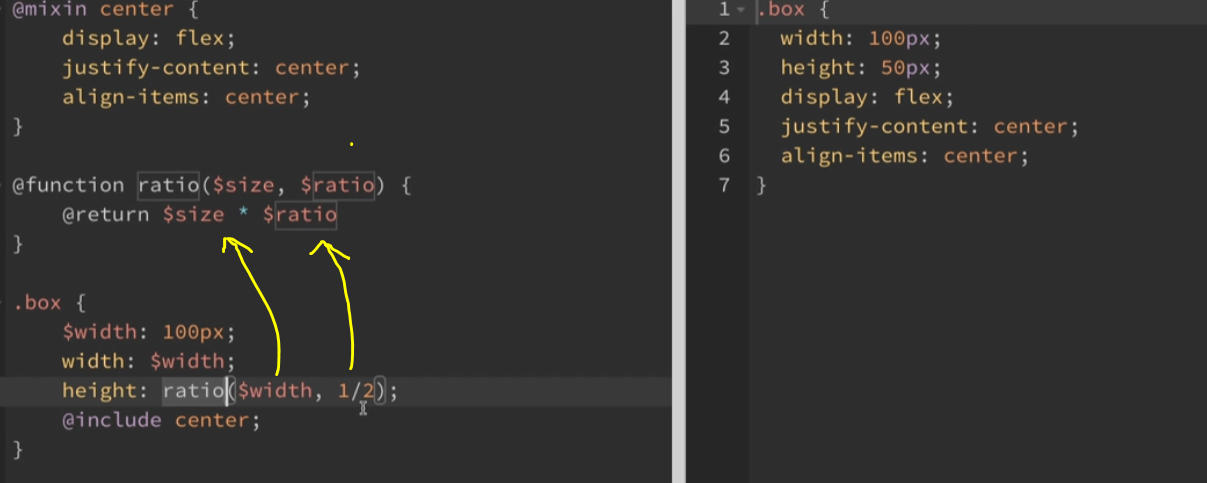 @mixin center {
display: flex;
justify-content: center;
align-items: center;
}
@function ratio($size, $ratio) {
@return $size * $ratio
}
.box {
$width: 100px;
width: $width;
height: ratio($width, 1/2);
@include center;
}
1 .box {
2 width: 100px;
3 height: 50px;
4 display: flex;
5 justify-content: center;
6 align-items: center;
7 }